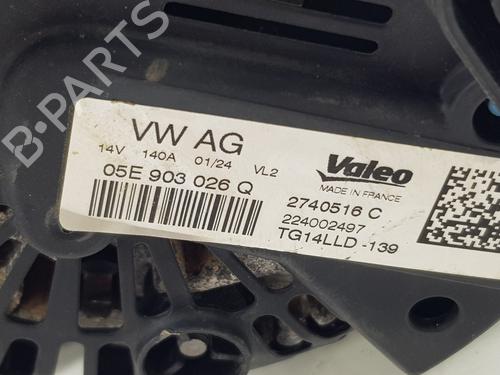 B-PARTS
VW AG
14V 140A 01/24 VL2
05E 903 026 Q
Valeo
MADE IN FRANCE
2740516 C
224002497
TG14LLD -139